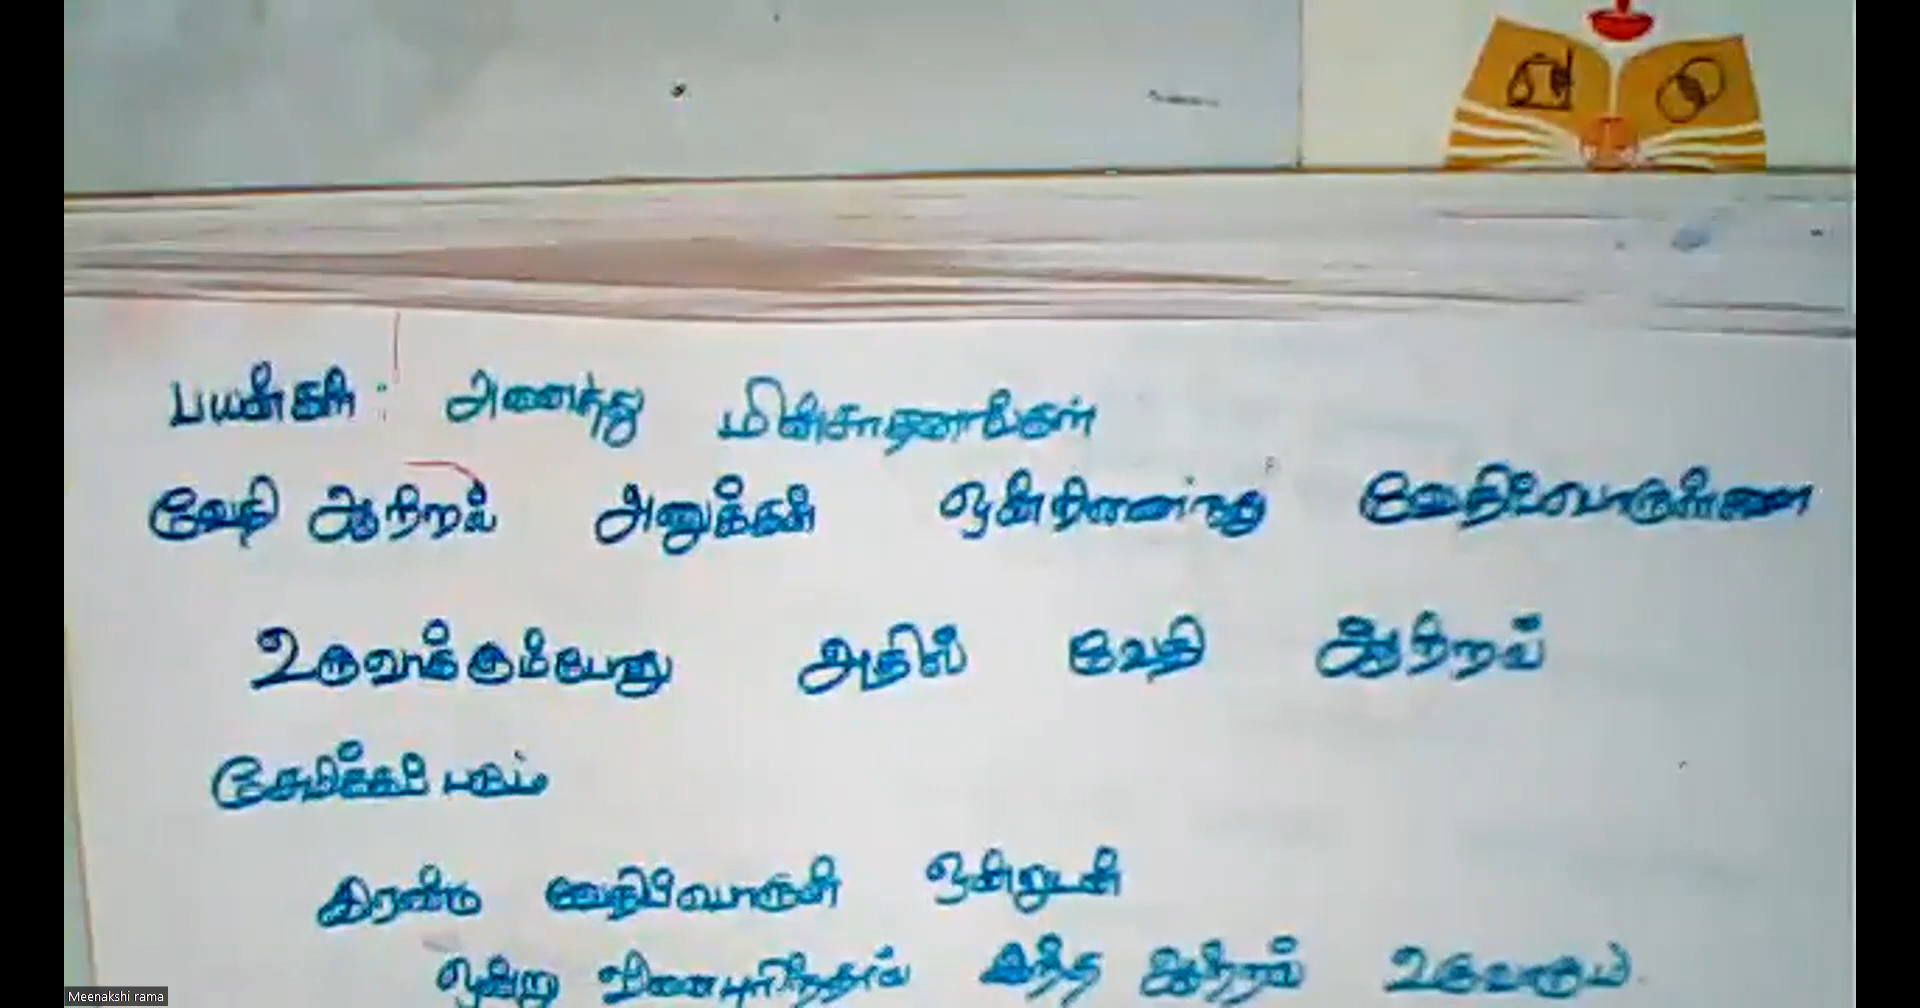 பயன்கள் : அனைத்து மின்சாதனங்கள்
வேதி ஆற்றல் அணுக்கள் ஒன்றிணைந்து வேதிப்பொருள்ளை
உருவாக்கும்போது அதில் வேதி ஆற்றல்
சேமிக்கப் படும்
இரண்டு வேதிப்பொருள் ஒன்றுடன்
ஒன்று வினைபுரிந்தால் இந்த ஆற்றல் உருவாகும்.
Meenakshi rama